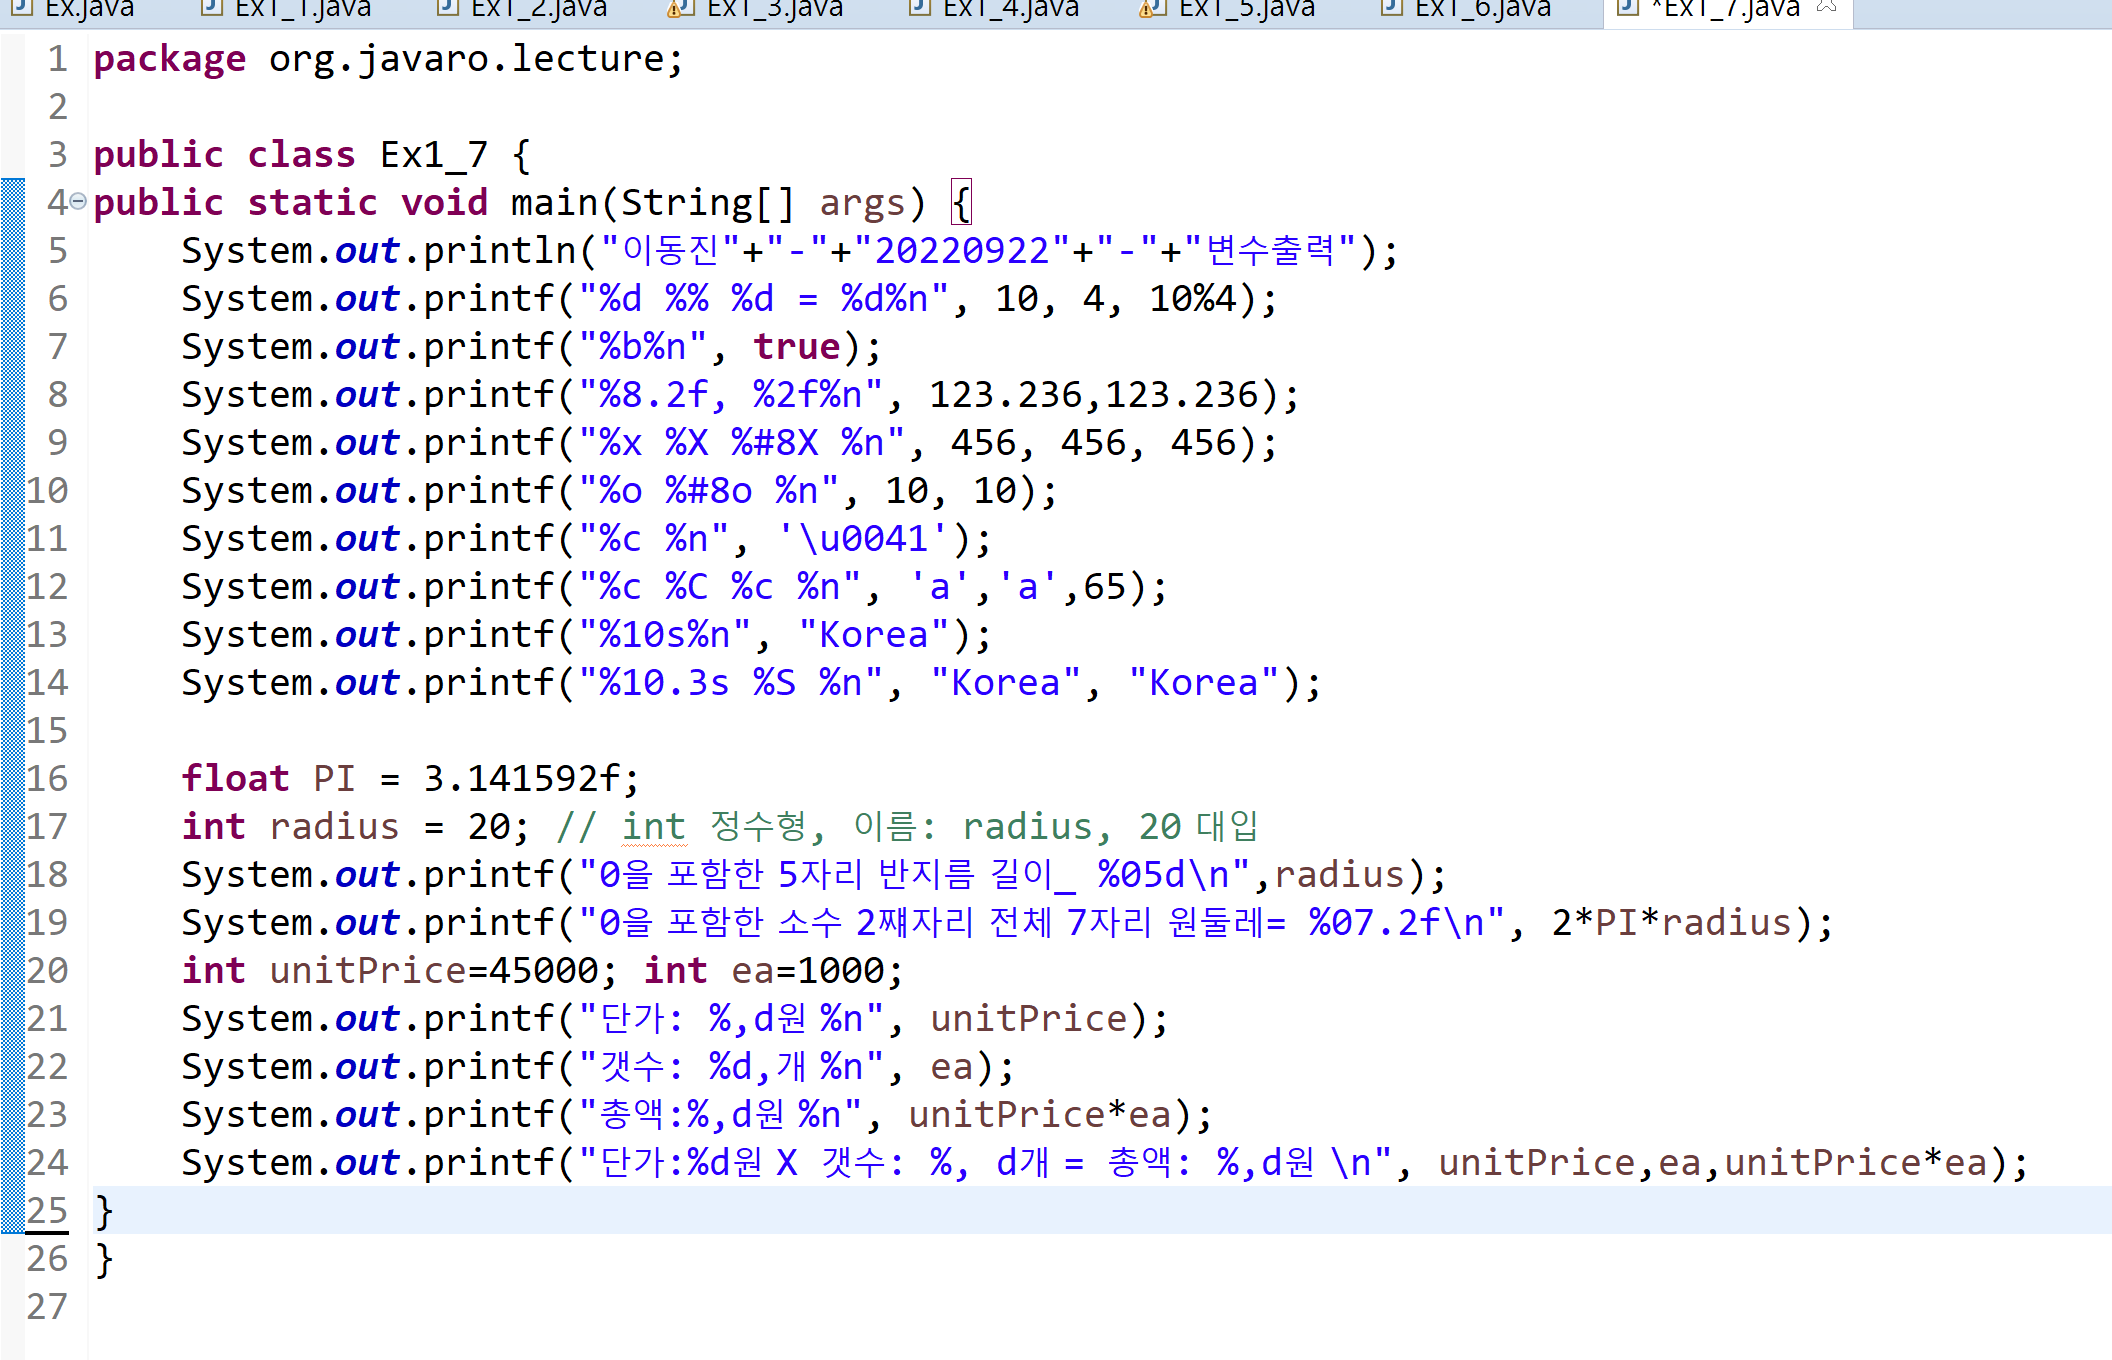 Ex.java Ex1_1.java Ex1_2.java Ex1_3.java Ex1_4.java Ex1_5.java Ex1_6.java *Ex1_7.java
1 package org.javaro.lecture;
2
3 public class Ex1_7 {
4 public static void main(String[] args) {
5     System.out.println("이동진"+"-"+"20220922"+"-"+"변수출력");
6     System.out.printf("%d %% %d = %d%n", 10, 4, 10%4);
7     System.out.printf("%b%n", true);
8     System.out.printf("%8.2f, %2f%n", 123.236,123.236);
9     System.out.printf("%x %X %#8X %n", 456, 456, 456);
10     System.out.printf("%o %#8o %n", 10, 10);
11     System.out.printf("%c %n", '\u0041');
12     System.out.printf("%c %C %c %n", 'a','a',65);
13     System.out.printf("%10s%n", "Korea");
14     System.out.printf("%10.3s %S %n", "Korea", "Korea");
15
16     float PI = 3.141592f;
17     int radius = 20; // int 정수형, 이름: radius, 20 대입
18     System.out.printf("0을 포함한 5자리 반지름 길이_ %05d\n",radius);
19     System.out.printf("0을 포함한 소수 2쨰자리 전체 7자리 원둘레= %07.2f\n", 2*PI*radius);
20     int unitPrice=45000; int ea=1000;
21     System.out.printf("단가: %,d원 %n", unitPrice);
22     System.out.printf("갯수: %d,개 %n", ea);
23     System.out.printf("총액:%,d원 %n", unitPrice*ea);
24     System.out.printf("단가:%d원 X 갯수: %, d개 = 총액: %,d원 \n", unitPrice,ea,unitPrice*ea);
25 }
26 }
27